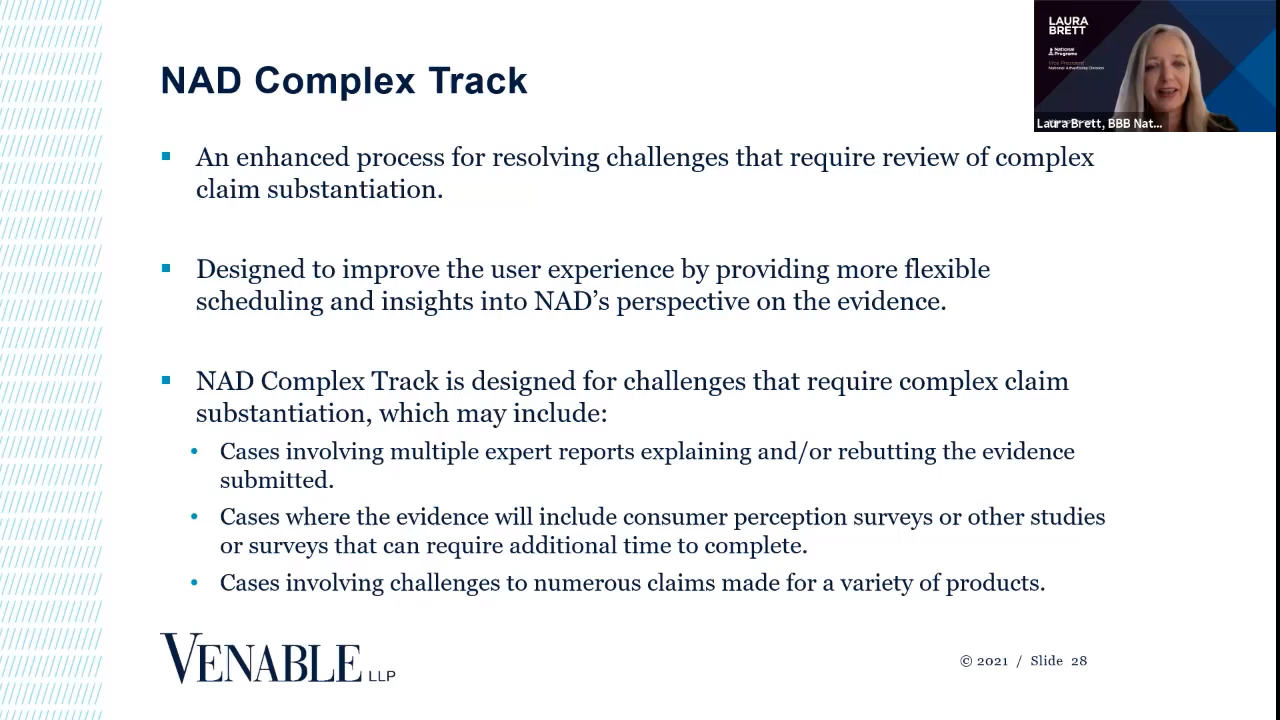 NAD Complex Track
LAURA
BRETT
National
Programs
Vice President
National Advertising Division
Laura Brett, BBB Nat...
An enhanced process for resolving challenges that require review of complex
claim substantiation.
Designed to improve the user experience by providing more flexible
scheduling and insights into NAD’s perspective on the evidence.
NAD Complex Track is designed for challenges that require complex claim
substantiation, which may include:
Cases involving multiple expert reports explaining and/or rebutting the evidence
submitted.
Cases where the evidence will include consumer perception surveys or other studies
or surveys that can require additional time to complete.
Cases involving challenges to numerous claims made for a variety of products.
VENABLE LLP
© 2021 / Slide 28